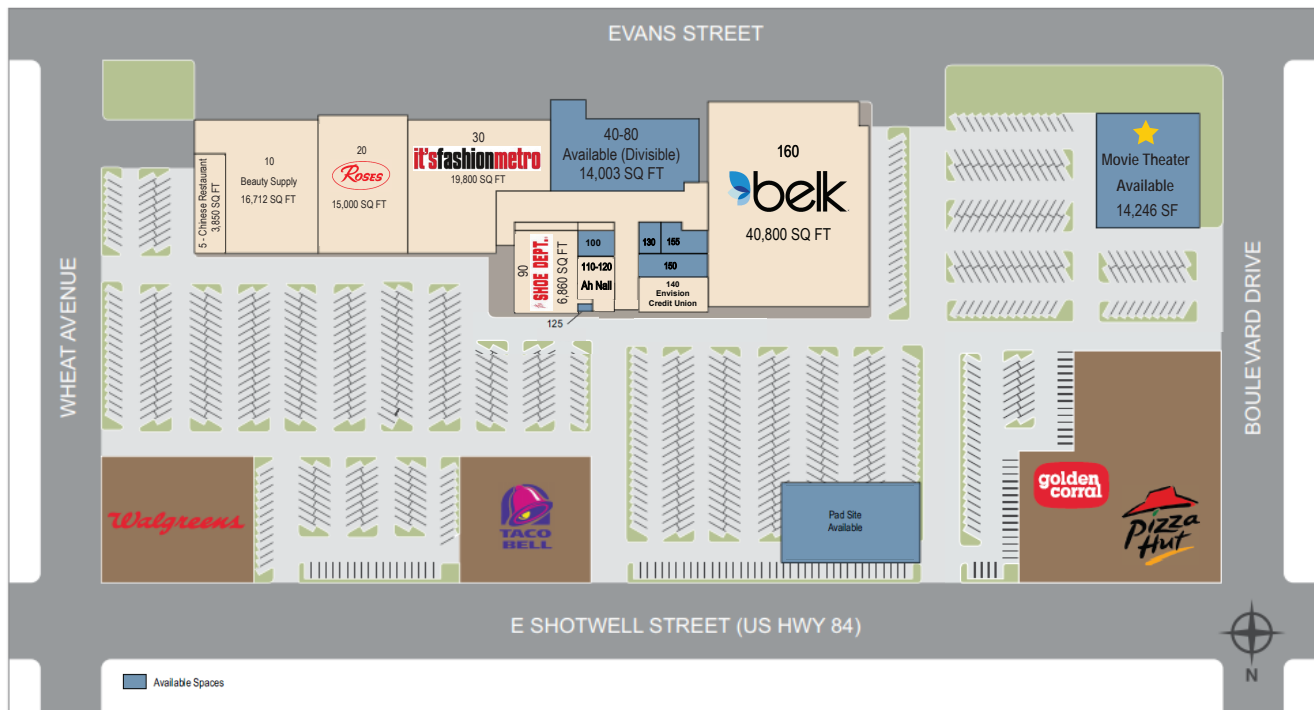 EVANS STREET
WHEAT AVENUE
BOULEVARD DRIVE
E SHOTWELL STREET (US HWY 84)
5 - Chinese Restaurant
3,850 SQ FT
10
Beauty Supply
16,712 SQ FT
20
ROSES
15,000 SQ FT
30
it'sfashionmetro
19,800 SQ FT
40-80
Available (Divisible)
14,003 SQ FT
160
belk
40,800 SQ FT
Movie Theater
Available
14,246 SF
90
SHOE DEPT.
6,860 SQ FT
100
110-120
Ah Nail
125
130
155
150
140
Envision
Credit Union
Walgreens
TACO
BELL
Pad Site
Available
golden
corral
Pizza
Hut
N
Available Spaces